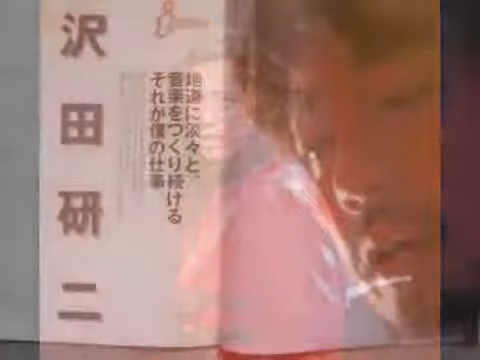 沢田研二
地道に淡々と、
音楽をつくり続ける
それが僕の仕事